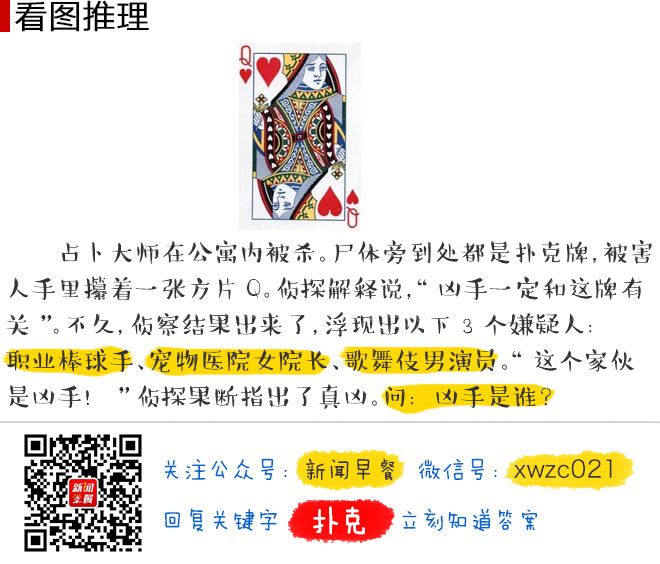 看图推理
Q
Q
占卜大师在公寓内被杀。尸体旁到处都是扑克牌，被害
人手里攥着一张方片 Q。侦探解释说，“ 凶手一定和这牌有
关 ”。不久，侦察结果出来了，浮现出以下 3 个嫌疑人：
职业棒球手、宠物医院女院长、歌舞伎男演员。“ 这个家伙
是凶手！ ”侦探果断指出了真凶。问： 凶手是谁？
新闻早餐
关注公众号： 新闻早餐 微信号： xwzc021
回复关键字 扑克 立刻知道答案